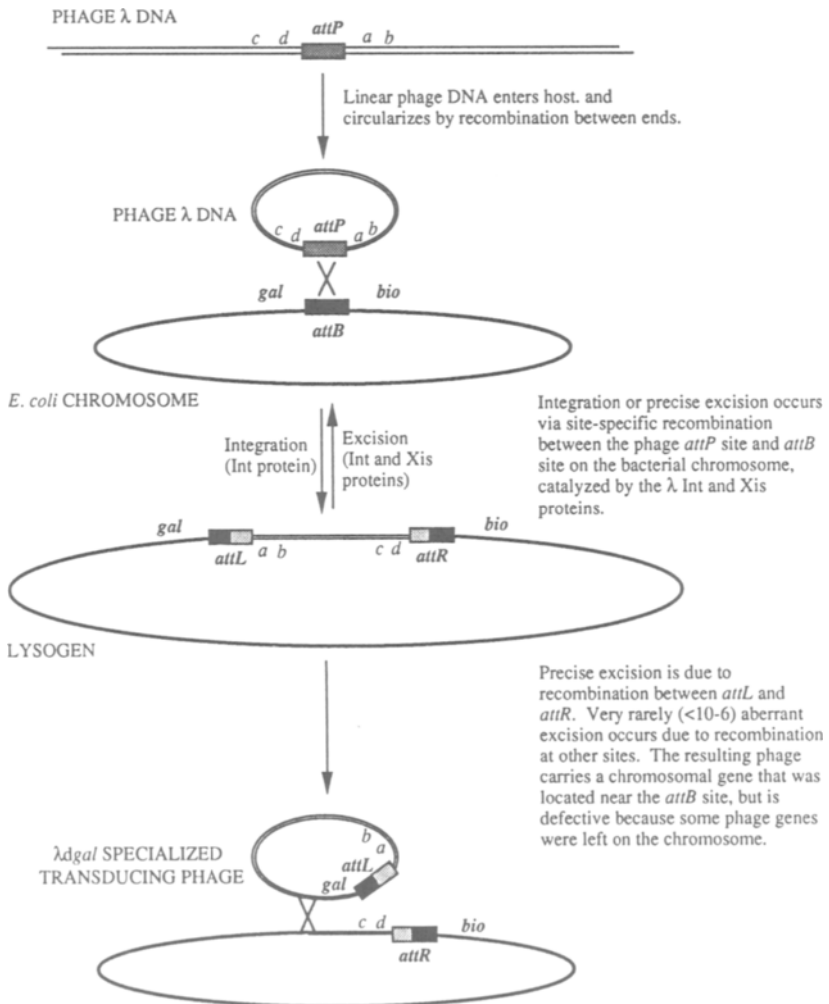 PHAGE λ DNA
c d attP a b
Linear phage DNA enters host. and
circularizes by recombination between ends.
PHAGE λ DNA
c d attP a b
gal bio
attB
E. coli CHROMOSOME
Integration
(Int protein)
Excision
(Int and Xis
proteins)
Integration or precise excision occurs
via site-specific recombination
between the phage attP site and attB
site on the bacterial chromosome,
catalyzed by the λ Int and Xis
proteins.
gal bio
attL a b c d attR
LYSOGEN
Precise excision is due to
recombination between attL and
attR. Very rarely (<10-6) aberrant
excision occurs due to recombination
at other sites. The resulting phage
carries a chromosomal gene that was
located near the attB site, but is
defective because some phage genes
were left on the chromosome.
λdgal SPECIALIZED
TRANSDUCING PHAGE
b
a
attL
gal
c d bio
attR